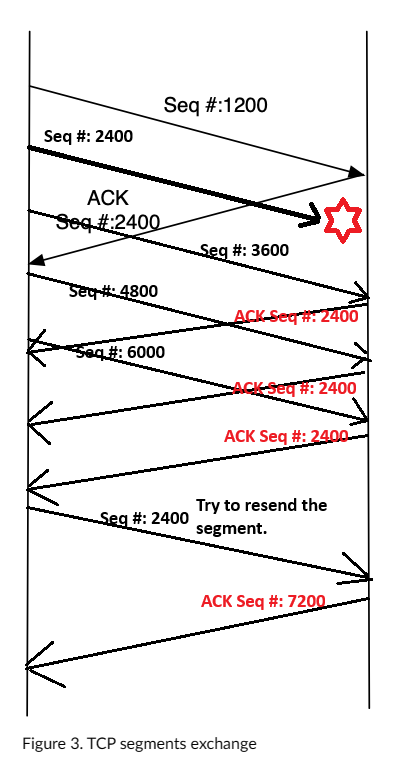 Seq #:1200
Seq #: 2400
ACK
Seq #:2400
Seq #: 3600
Seq #: 4800
ACK Seq #: 2400
Seq #: 6000
ACK Seq #: 2400
ACK Seq #: 2400
Try to resend the
Seq #: 2400
segment.
ACK Seq #: 7200
Figure 3. TCP segments exchange